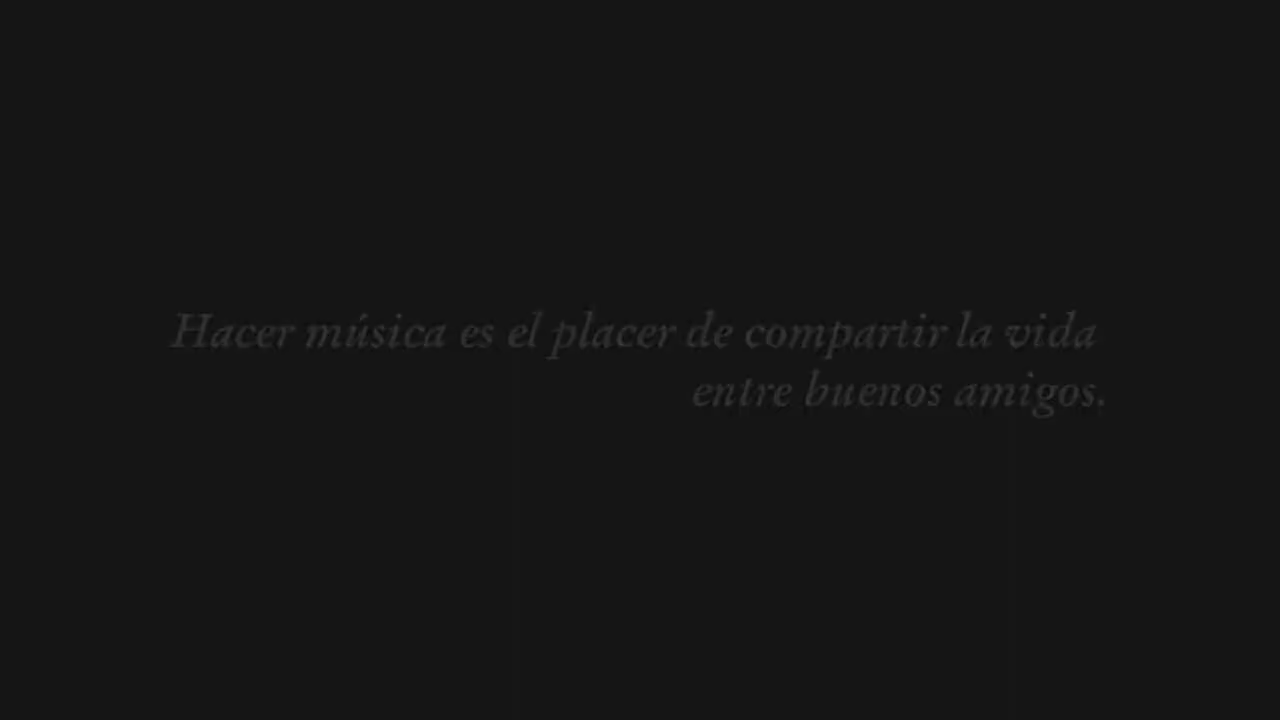 Hacer música es el placer de compartir la vida
entre buenos amigos.